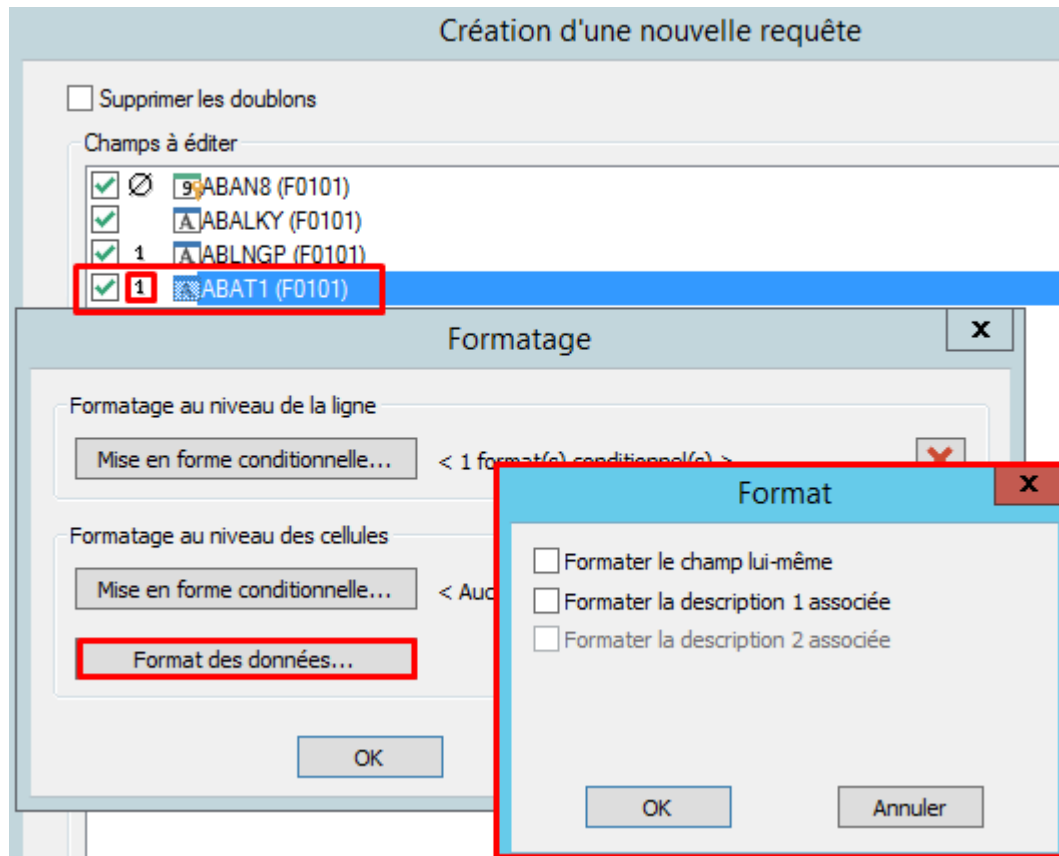 Création d'une nouvelle requête
Supprimer les doublons
Champs à éditer
Ø 9 ABAN8 (F0101)
A ABALKY (F0101)
1 A ABLNGP (F0101)
1 A ABAT1 (F0101)
Formatage
x
Formatage au niveau de la ligne
Mise en forme conditionnelle... < 1 format(s) conditionnel(s) >
Formatage au niveau des cellules
Mise en forme conditionnelle... < Auc
Format des données...
OK
Format
x
Formater le champ lui-même
Formater la description 1 associée
Formater la description 2 associée
OK Annuler